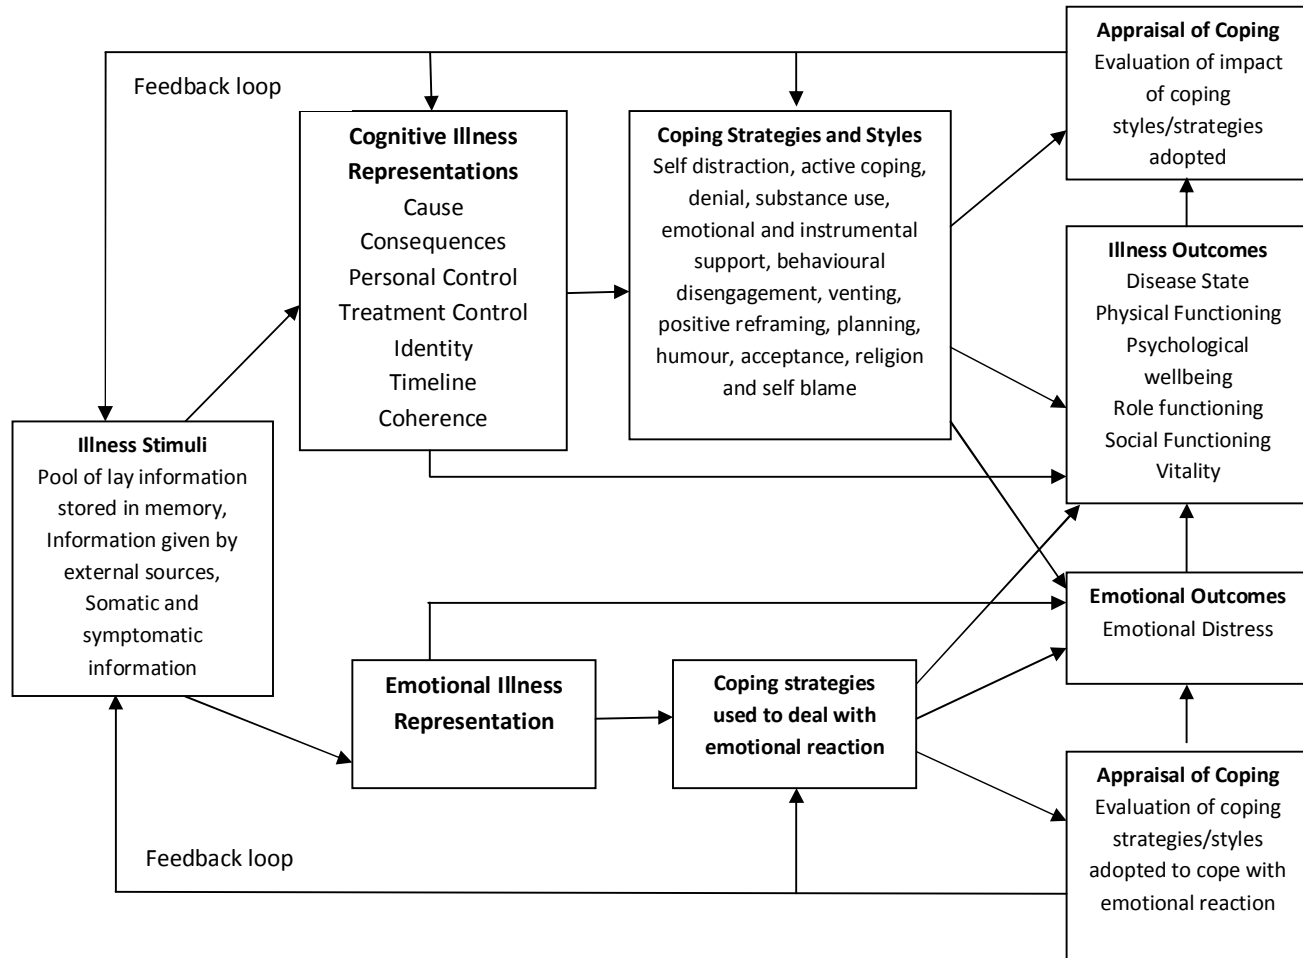 Appraisal of Coping
Evaluation of impact
of coping
styles/strategies
adopted
Feedback loop
Cognitive Illness
Representations
Cause
Consequences
Personal Control
Treatment Control
Identity
Timeline
Coherence
Coping Strategies and Styles
Self distraction, active coping,
denial, substance use,
emotional and instrumental
support, behavioural
disengagement, venting,
positive reframing, planning,
humour, acceptance, religion
and self blame
Illness Outcomes
Disease State
Physical Functioning
Psychological
wellbeing
Role functioning
Social Functioning
Vitality
Illness Stimuli
Pool of lay information
stored in memory,
Information given by
external sources,
Somatic and
symptomatic
information
Emotional Outcomes
Emotional Distress
Emotional Illness
Representation
Coping strategies
used to deal with
emotional reaction
Appraisal of Coping
Evaluation of coping
strategies/styles
adopted to cope with
emotional reaction
Feedback loop